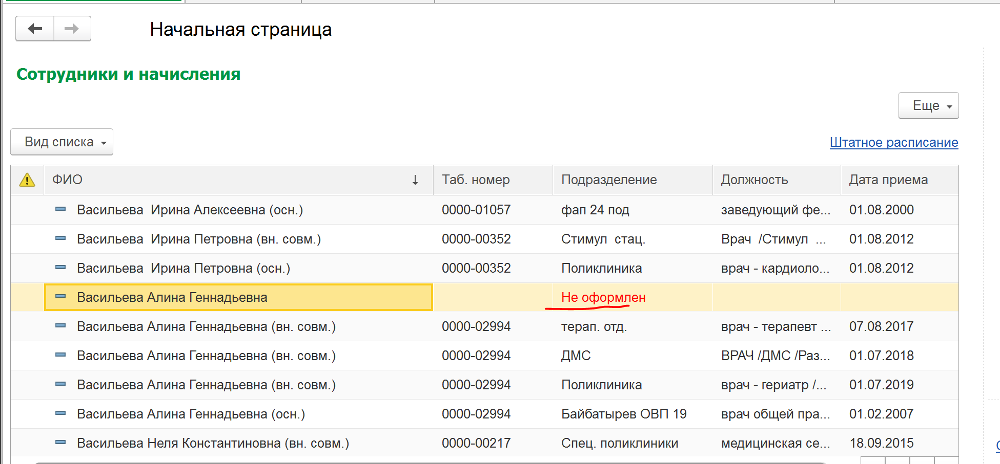 Начальная страница
Сотрудники и начисления
Еще
Вид списка
Штатное расписание
ФИО ↓ Таб. номер Подразделение Должность Дата приема
Васильева  Ирина Алексеевна (осн.) 0000-01057 фап 24 под заведующий фе... 01.08.2000
Васильева  Ирина Петровна (вн. совм.) 0000-00352 Стимул  стац. Врач  /Стимул  ... 01.08.2012
Васильева  Ирина Петровна (осн.) 0000-00352 Поликлиника врач - кардиоло... 01.08.2012
Васильева Алина Геннадьевна Не оформлен
Васильева Алина Геннадьевна (вн. совм.) 0000-02994 терап. отд. врач - терапевт ... 07.08.2017
Васильева Алина Геннадьевна (вн. совм.) 0000-02994 ДМС ВРАЧ /ДМС /Раз... 01.07.2018
Васильева Алина Геннадьевна (вн. совм.) 0000-02994 Поликлиника врач - гериатр /... 01.07.2019
Васильева Алина Геннадьевна (осн.) 0000-02994 Байбатырев ОВП 19 врач общей пра... 01.02.2007
Васильева Неля Константиновна (вн. совм.) 0000-00217 Спец. поликлиники медицинская се... 18.09.2015